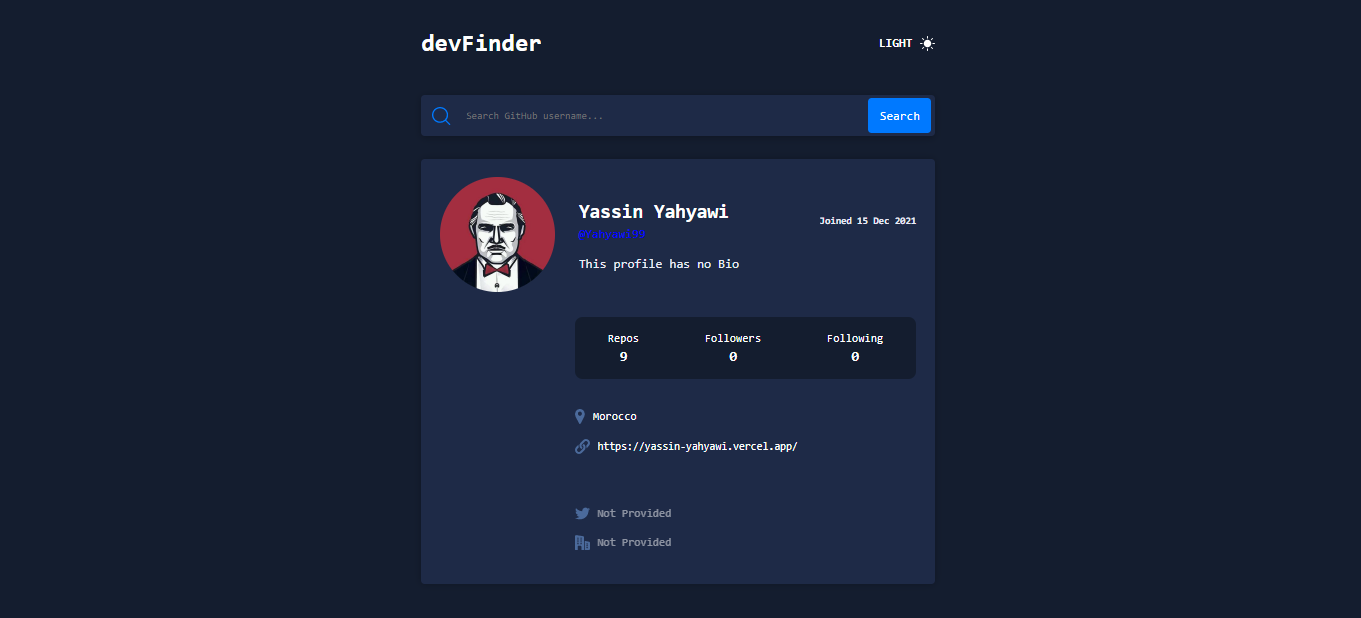 devFinder
LIGHT
Search GitHub username...
Search
Yassin Yahyawi
Joined 15 Dec 2021
This profile has no Bio
Repos Followers Following
9 0 0
Morocco
https://yassin-yahyawi.vercel.app/
Not Provided
Not Provided